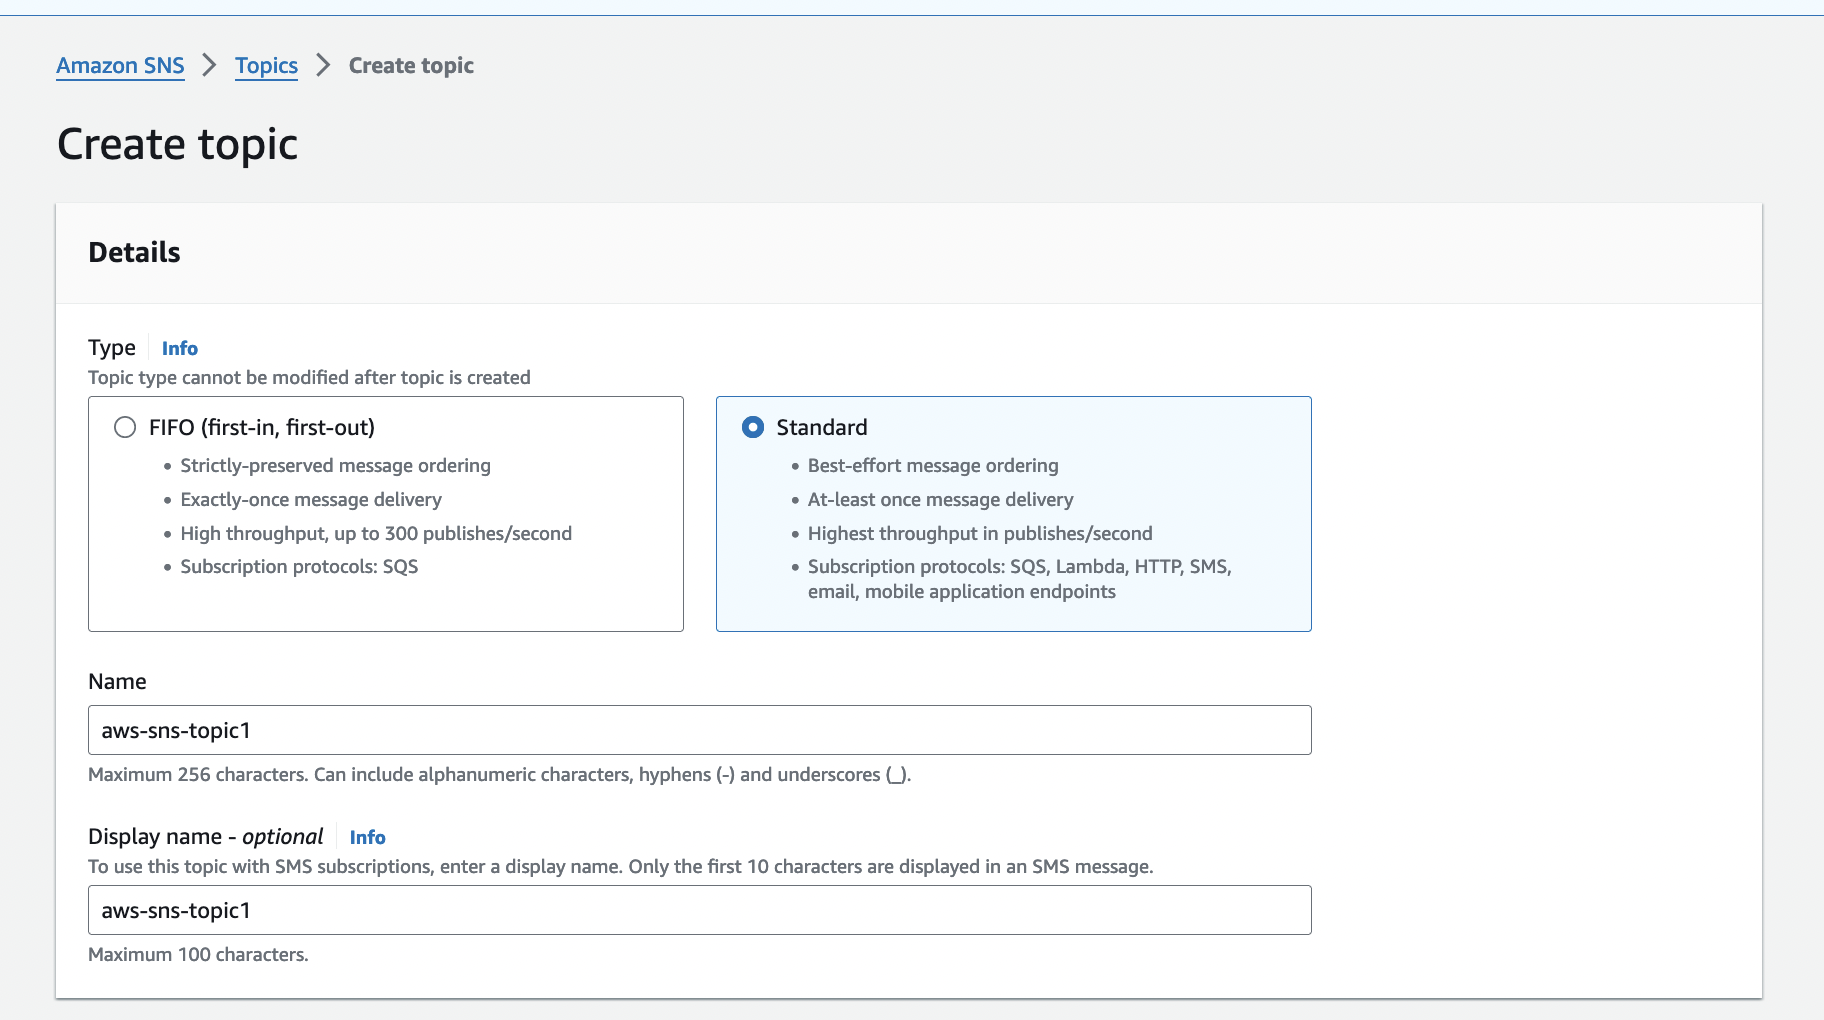 Amazon SNS > Topics > Create topic
Create topic
Details
Type Info
Topic type cannot be modified after topic is created
FIFO (first-in, first-out)
• Strictly-preserved message ordering
• Exactly-once message delivery
• High throughput, up to 300 publishes/second
• Subscription protocols: SQS
Standard
• Best-effort message ordering
• At-least once message delivery
• Highest throughput in publishes/second
• Subscription protocols: SQS, Lambda, HTTP, SMS,
email, mobile application endpoints
Name
aws-sns-topic1
Maximum 256 characters. Can include alphanumeric characters, hyphens (-) and underscores (_).
Display name - optional Info
To use this topic with SMS subscriptions, enter a display name. Only the first 10 characters are displayed in an SMS message.
aws-sns-topic1
Maximum 100 characters.